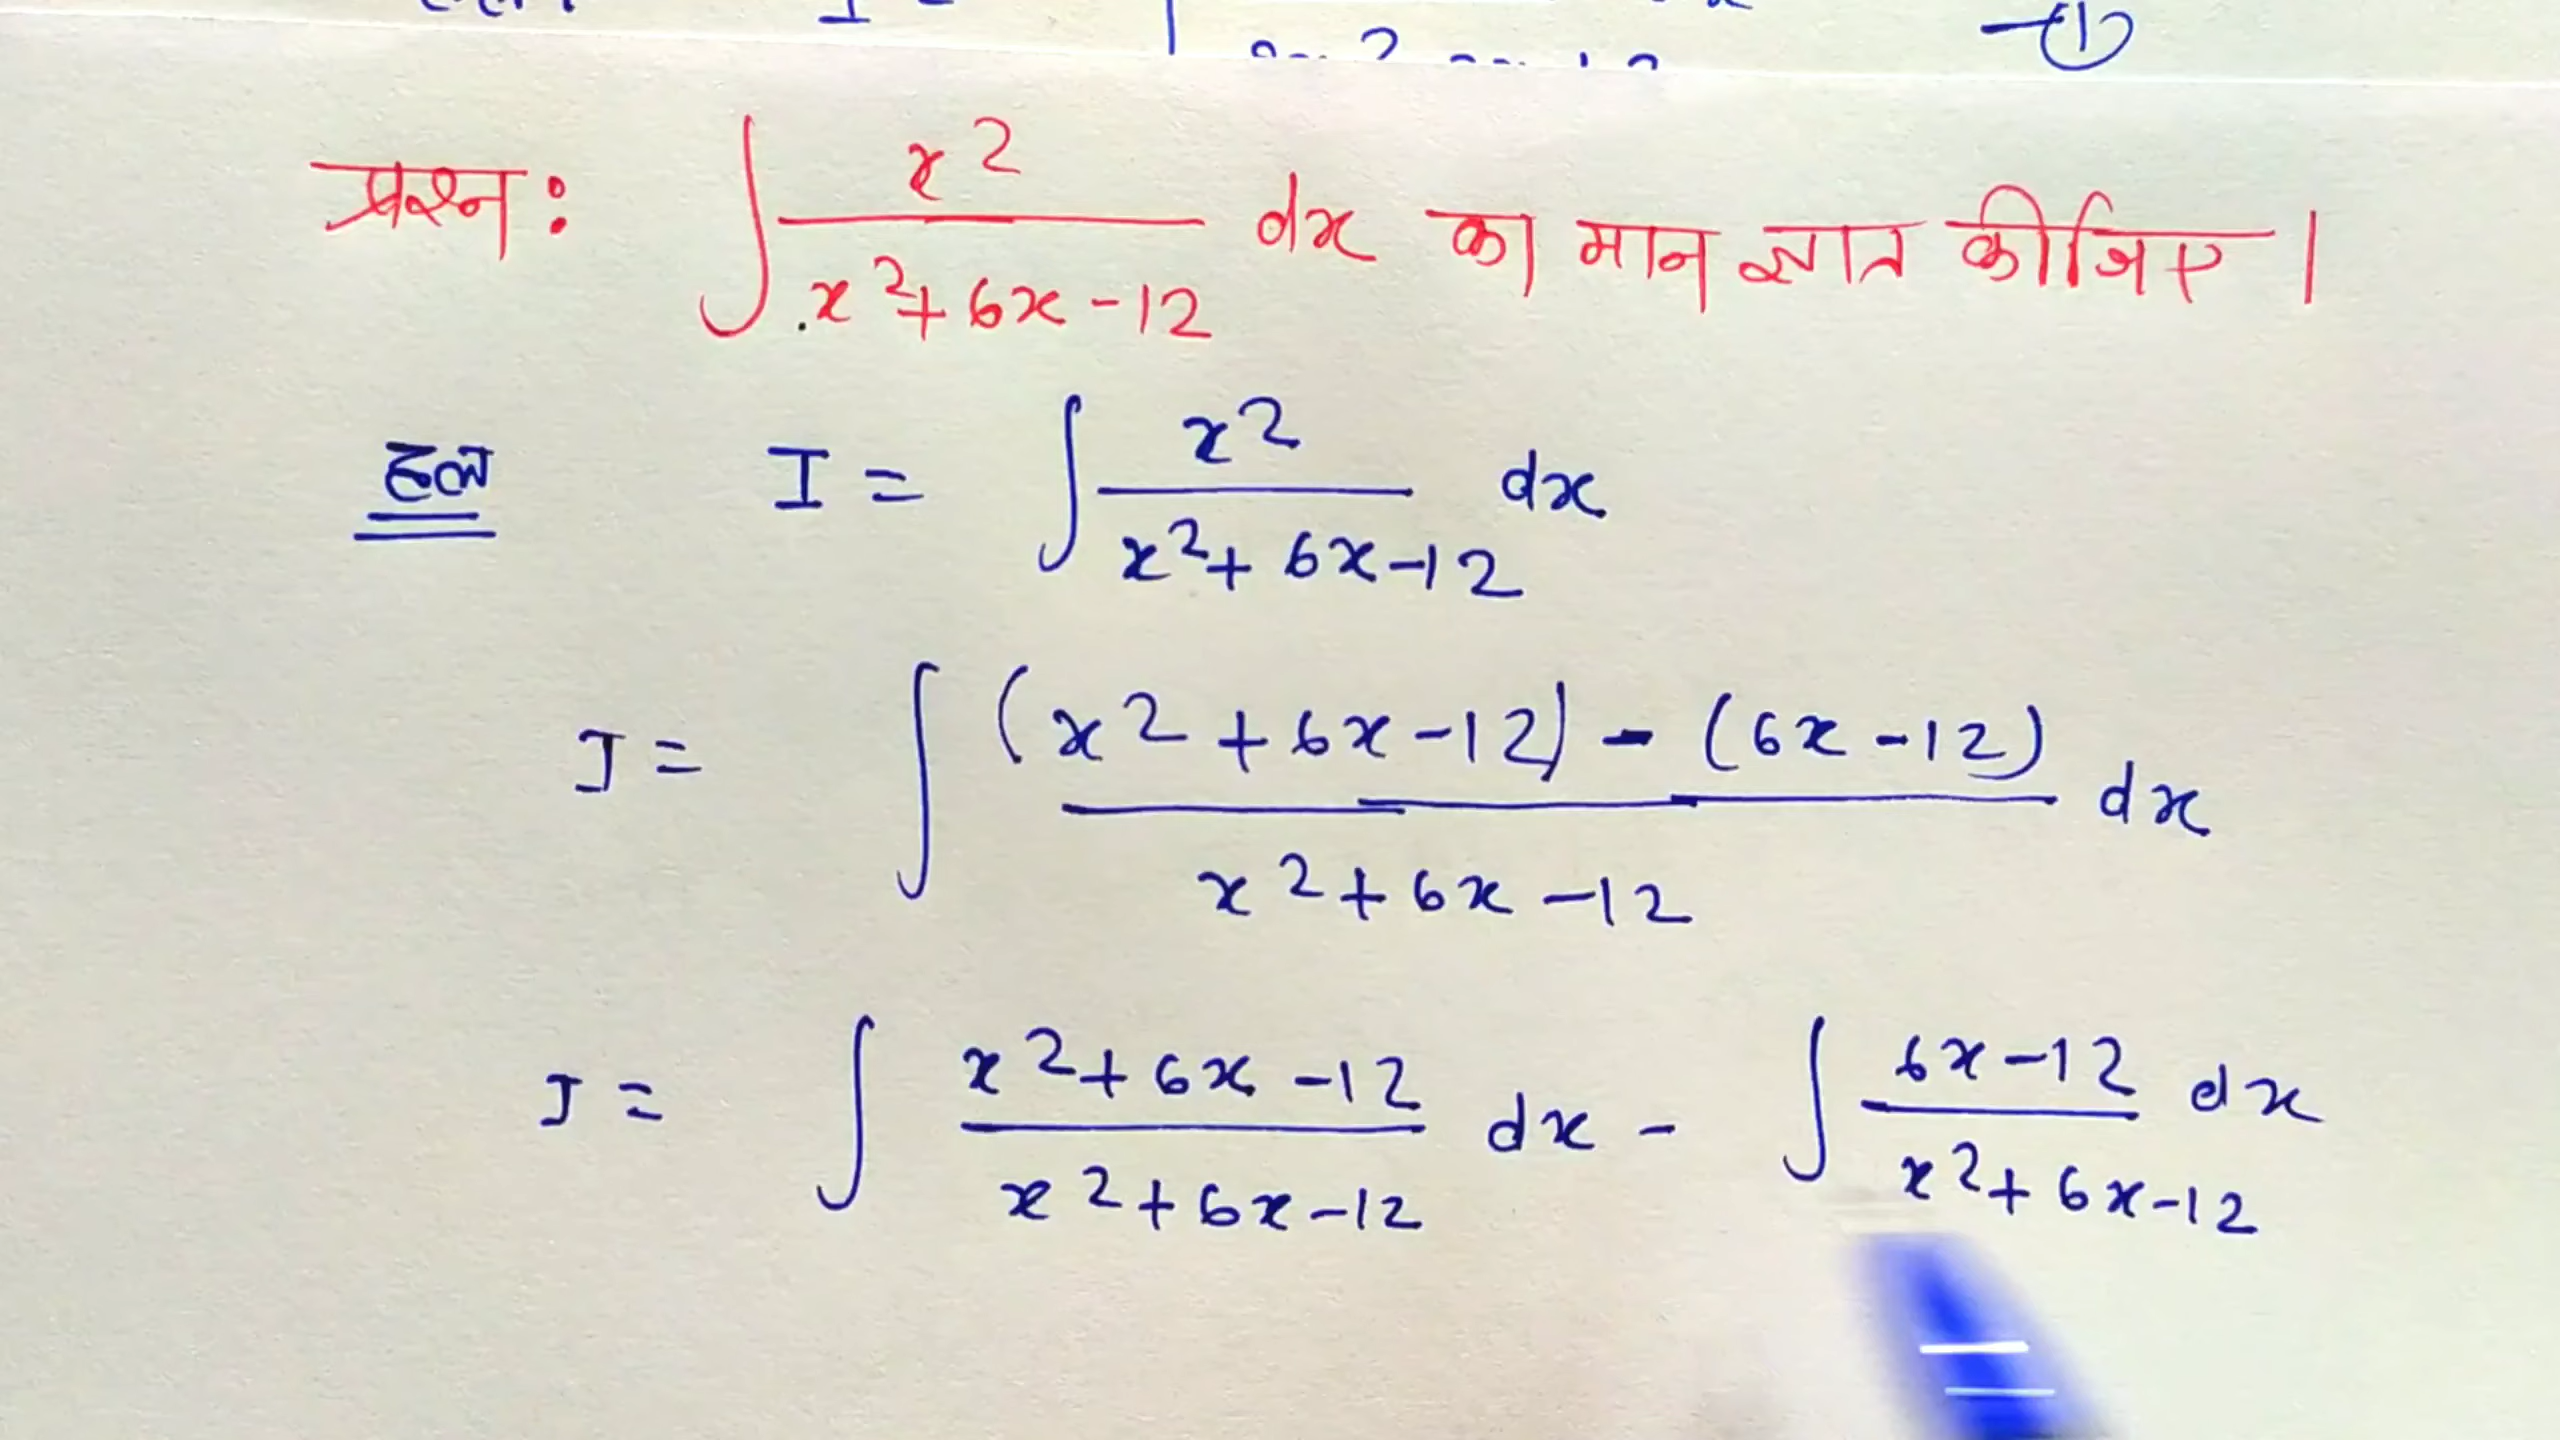 प्रश्न: ∫ x²/(x²+6x-12) dx का मान ज्ञात कीजिए।
हल I = ∫ x²/(x²+6x-12) dx
I = ∫ ((x²+6x-12) - (6x-12))/(x²+6x-12) dx
I = ∫ (x²+6x-12)/(x²+6x-12) dx - ∫ (6x-12)/(x²+6x-12) dx